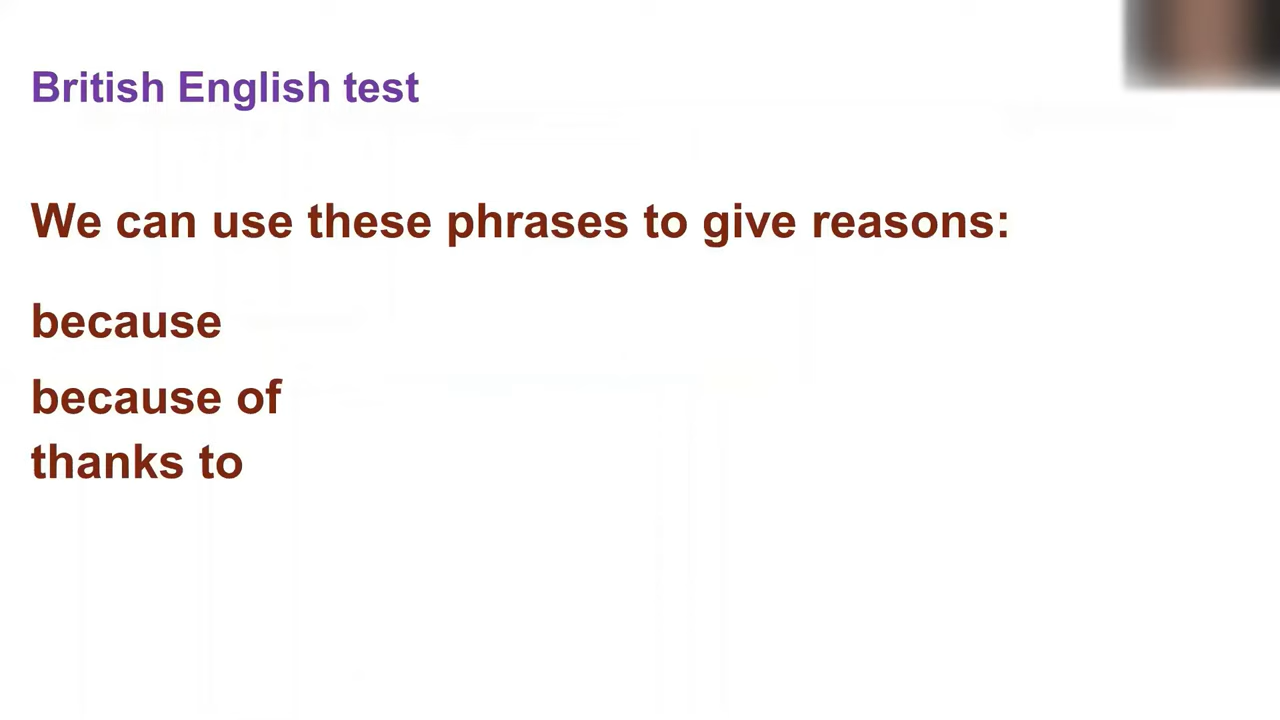 British English test
We can use these phrases to give reasons:
because
because of
thanks to